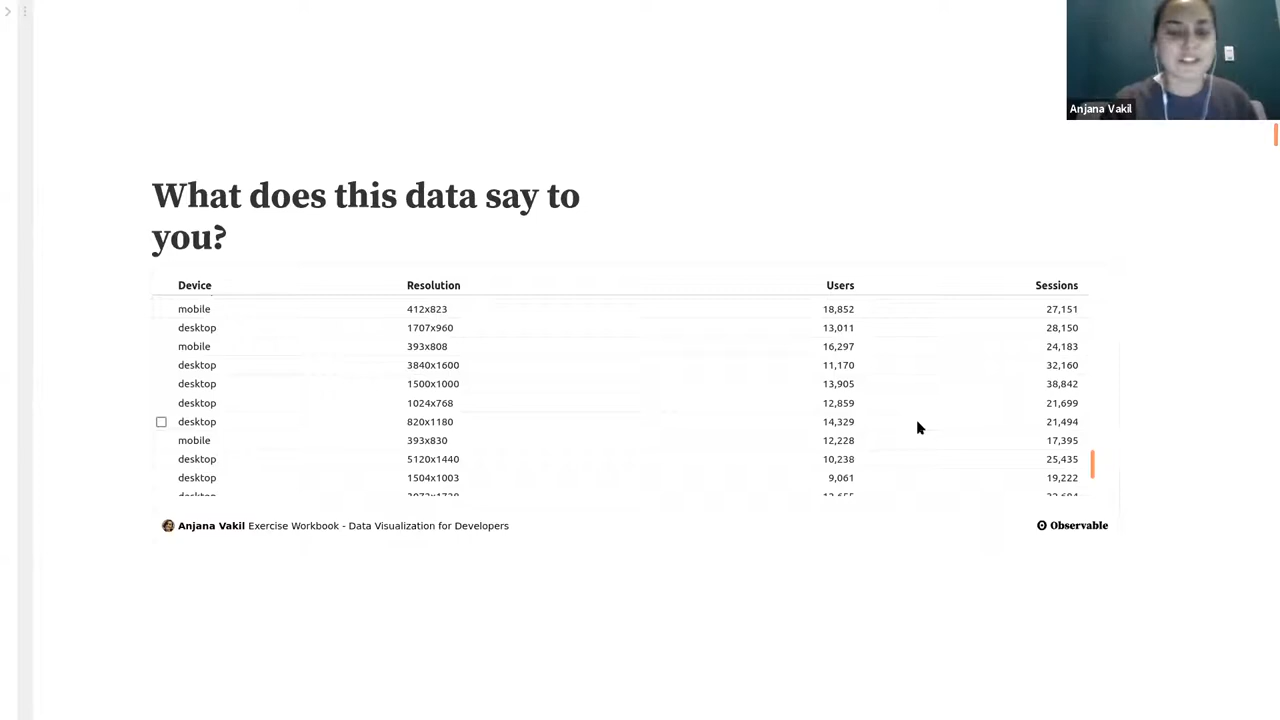 Anjana Vakil
What does this data say to
you?
Device Resolution Users Sessions
mobile 412x823 18,852 27,151
desktop 1707x960 13,011 28,150
mobile 393x808 16,297 24,183
desktop 3840x1600 11,170 32,160
desktop 1500x1000 13,905 38,842
desktop 1024x768 12,859 21,699
desktop 820x1180 14,329 21,494
mobile 393x830 12,228 17,395
desktop 5120x1440 10,238 25,435
desktop 1504x1003 9,061 19,222
desktop
Anjana Vakil Exercise Workbook - Data Visualization for Developers
Observable